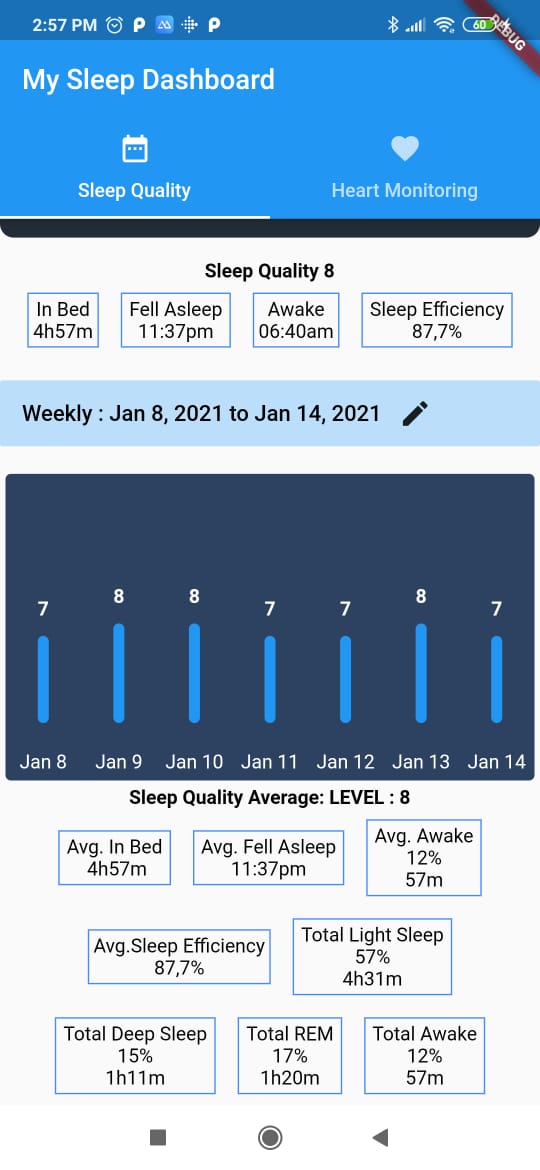 2:57 PM
60
DEBUG
My Sleep Dashboard
Sleep Quality
Heart Monitoring
Sleep Quality 8
In Bed
4h57m
Fell Asleep
11:37pm
Awake
06:40am
Sleep Efficiency
87,7%
Weekly : Jan 8, 2021 to Jan 14, 2021
7
8
8
7
7
8
7
Jan 8
Jan 9
Jan 10
Jan 11
Jan 12
Jan 13
Jan 14
Sleep Quality Average: LEVEL : 8
Avg. In Bed
4h57m
Avg. Fell Asleep
11:37pm
Avg. Awake
12%
57m
Avg.Sleep Efficiency
87,7%
Total Light Sleep
57%
4h31m
Total Deep Sleep
15%
1h11m
Total REM
17%
1h20m
Total Awake
12%
57m